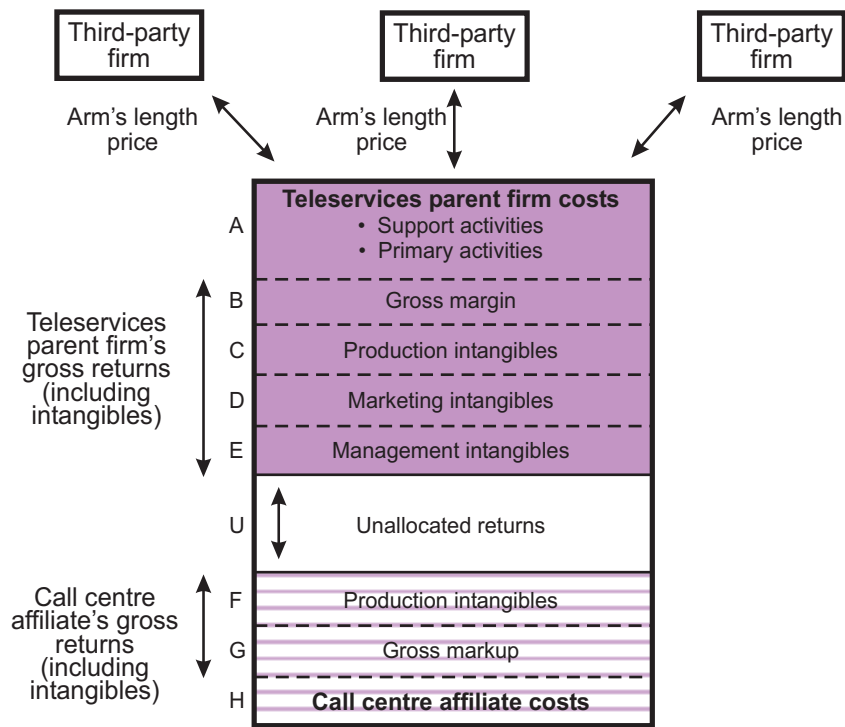 Third-party
firm
Third-party
firm
Third-party
firm
Arm's length
price
Arm's length
price
Arm's length
price
A
Teleservices parent firm costs
• Support activities
• Primary activities
Teleservices
parent firm's
gross returns
(including
intangibles)
B
Gross margin
C
Production intangibles
D
Marketing intangibles
E
Management intangibles
U
Unallocated returns
Call centre
affiliate's gross
returns
(including
intangibles)
F
Production intangibles
G
Gross markup
H
Call centre affiliate costs